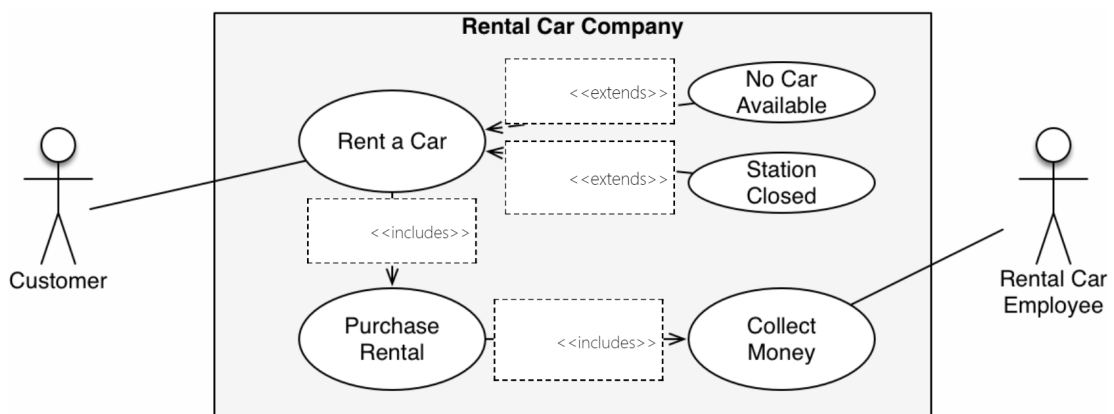 Rental Car Company
<<extends>>
No Car
Available
Rent a Car
<<extends>>
Station
Closed
<<includes>>
Customer
Rental Car
Employee
Purchase
Rental
<<includes>>
Collect
Money